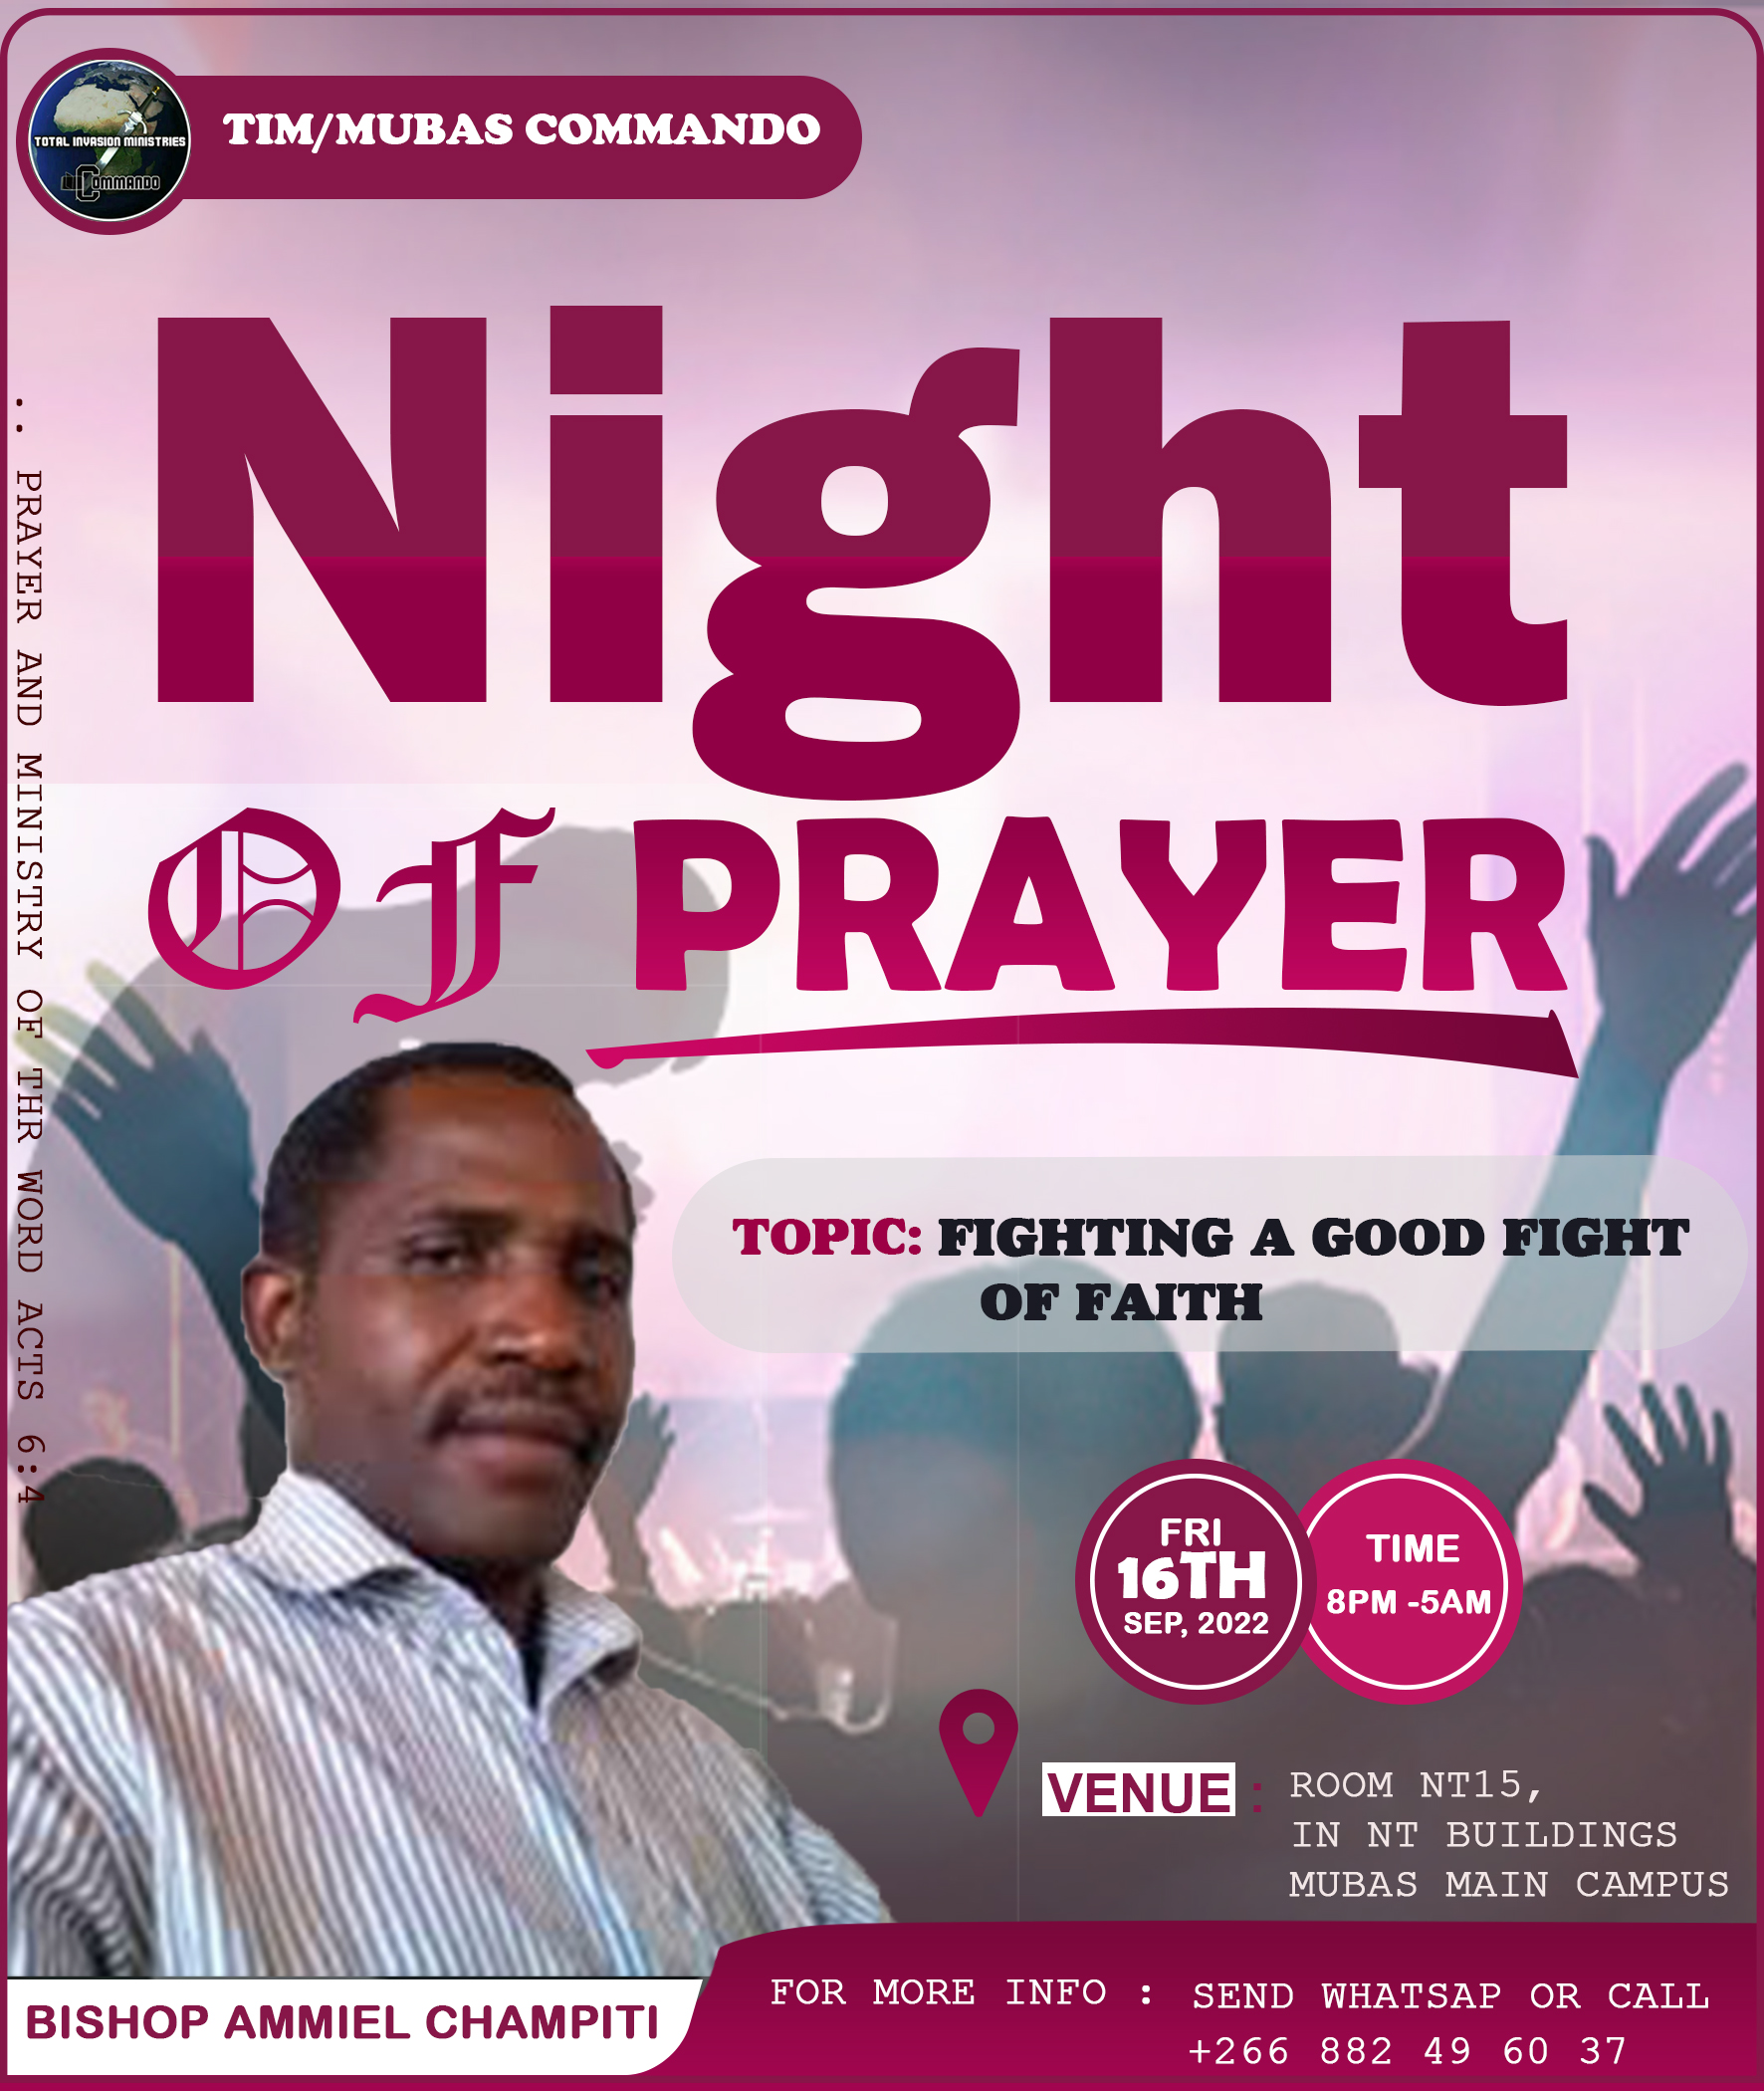 TIM/MUBAS COMMANDO
TOTAL INVASION MINISTRIES
COMMANDO
Night
OF PRAYER
.. PRAYER AND MINISTRY OF THR WORD ACTS 6:4
TOPIC: FIGHTING A GOOD FIGHT
OF FAITH
FRI
16TH
SEP, 2022
TIME
8PM -5AM
VENUE : ROOM NT15,
IN NT BUILDINGS
MUBAS MAIN CAMPUS
BISHOP AMMIEL CHAMPITI
FOR MORE INFO : SEND WHATSAP OR CALL
+266 882 49 60 37